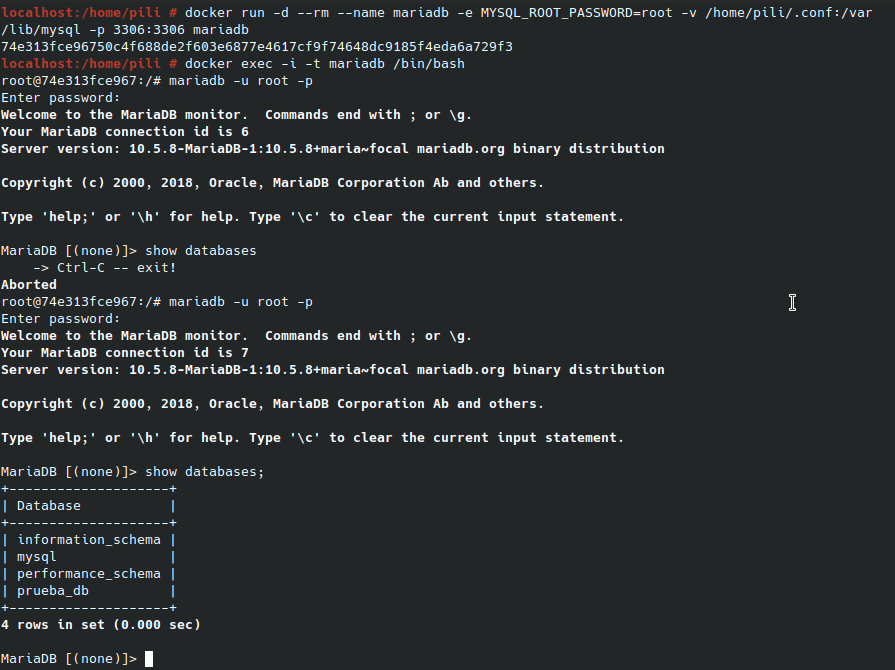 localhost:/home/pili # docker run -d --rm --name mariadb -e MYSQL_ROOT_PASSWORD=root -v /home/pili/.conf:/var
/lib/mysql -p 3306:3306 mariadb
74e313fce96750c4f688de2f603e6877e4617cf9f74648dc9185f4eda6a729f3
localhost:/home/pili # docker exec -i -t mariadb /bin/bash
root@74e313fce967:/# mariadb -u root -p
Enter password:
Welcome to the MariaDB monitor.  Commands end with ; or \g.
Your MariaDB connection id is 6
Server version: 10.5.8-MariaDB-1:10.5.8+maria~focal mariadb.org binary distribution

Copyright (c) 2000, 2018, Oracle, MariaDB Corporation Ab and others.

Type 'help;' or '\h' for help. Type '\c' to clear the current input statement.

MariaDB [(none)]> show databases
    -> Ctrl-C -- exit!
Aborted
root@74e313fce967:/# mariadb -u root -p
Enter password:
Welcome to the MariaDB monitor.  Commands end with ; or \g.
Your MariaDB connection id is 7
Server version: 10.5.8-MariaDB-1:10.5.8+maria~focal mariadb.org binary distribution

Copyright (c) 2000, 2018, Oracle, MariaDB Corporation Ab and others.

Type 'help;' or '\h' for help. Type '\c' to clear the current input statement.

MariaDB [(none)]> show databases;
+--------------------+
| Database           |
+--------------------+
| information_schema |
| mysql              |
| performance_schema |
| prueba_db          |
+--------------------+
4 rows in set (0.000 sec)

MariaDB [(none)]>